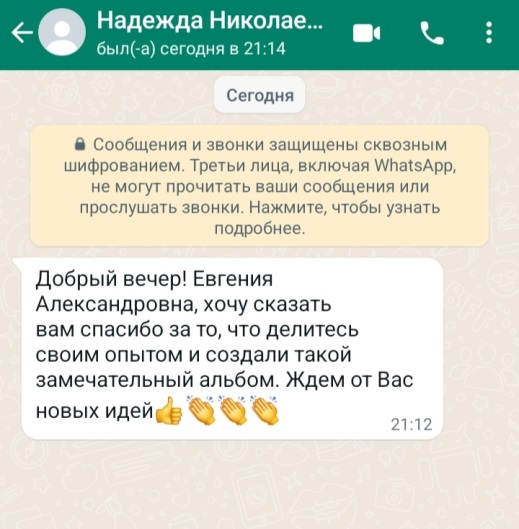 Надежда Николае...
был(-а) сегодня в 21:14
Сегодня
🔒 Сообщения и звонки защищены сквозным
шифрованием. Третьи лица, включая WhatsApp,
не могут прочитать ваши сообщения или
прослушать звонки. Нажмите, чтобы узнать
подробнее.
Добрый вечер! Евгения
Александровна, хочу сказать
вам спасибо за то, что делитесь
своим опытом и создали такой
замечательный альбом. Ждем от Вас
новых идей👍👏👏👏
21:12